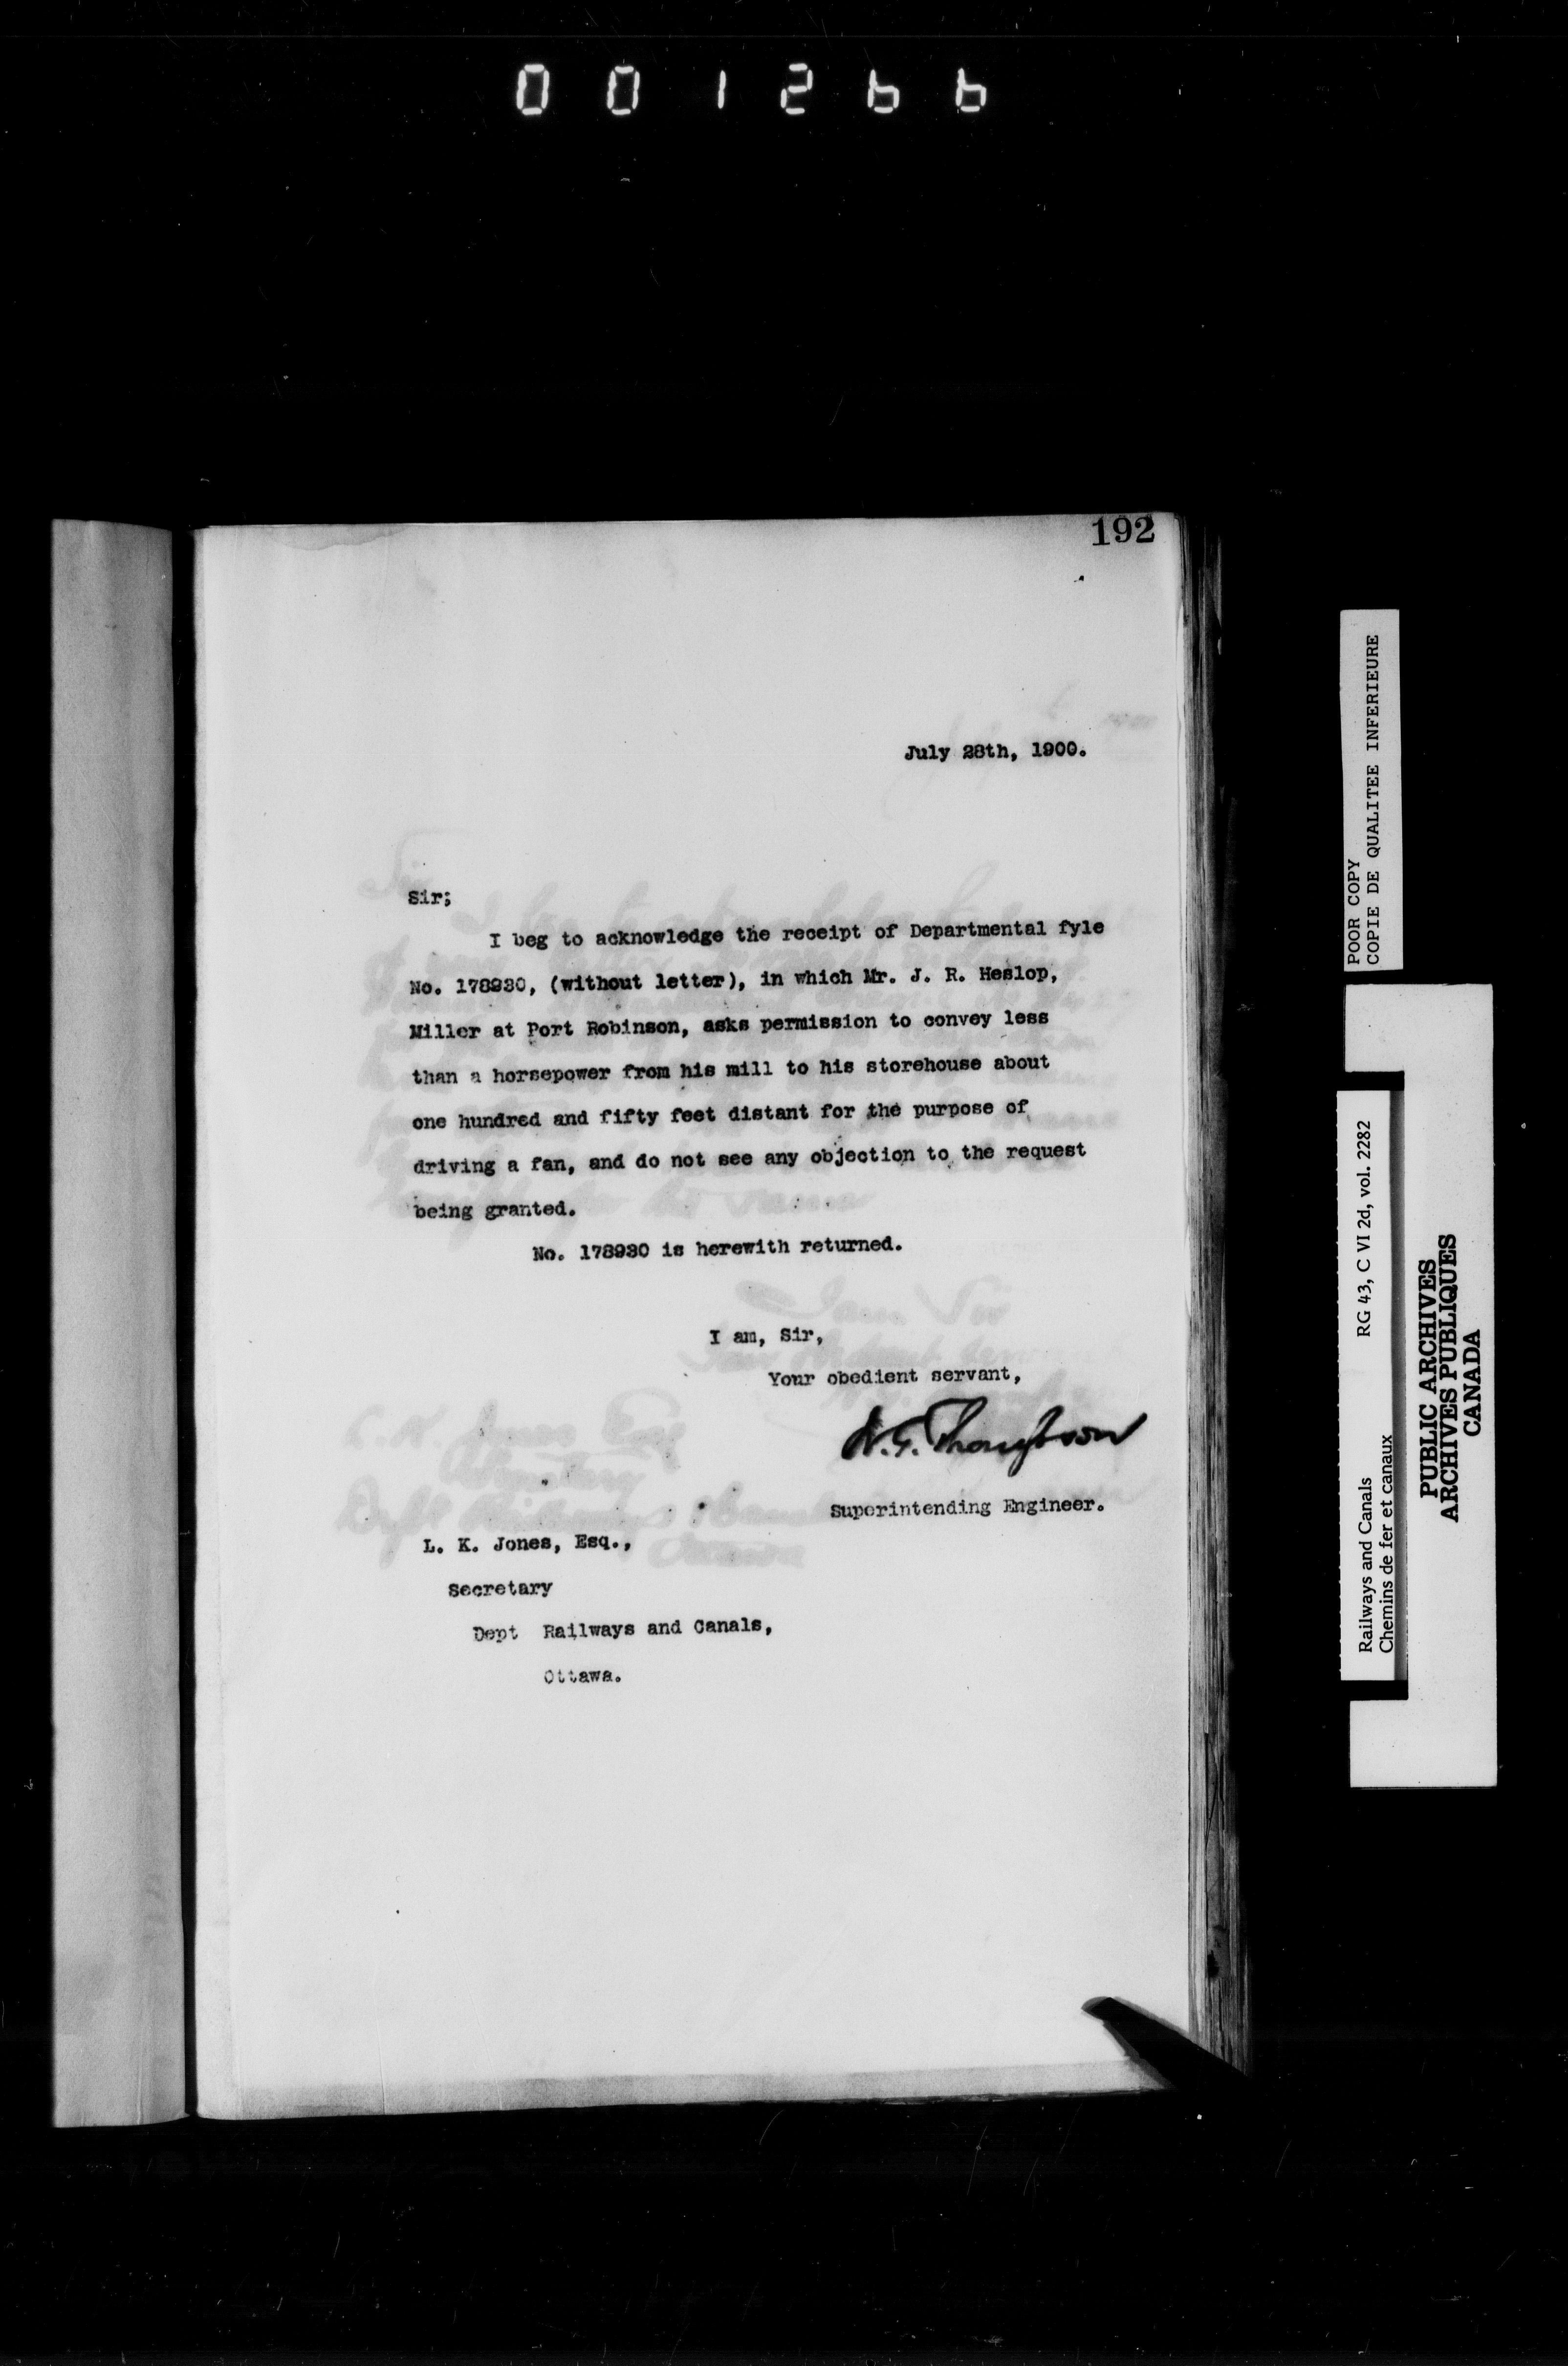 001266
192
July 28th, 1900.
Sir;
I beg to acknowledge the receipt of Departmental fyle
No. 178930, (without letter), in which Mr. J. R. Heslop,
Miller at Port Robinson, asks permission to convey less
than a horsepower from his mill to his storehouse about
one hundred and fifty feet distant for the purpose of
driving a fan, and do not see any objection to the request
being granted.
No. 178930 is herewith returned.
I am, Sir,
Your obedient servant,
W. G. Thompson
Superintending Engineer.
L. K. Jones, Esq.,
Secretary
Dept Railways and Canals,
Ottawa.
POOR COPY
COPIE DE QUALITEE INFERIEURE
Railways and Canals RG 43, C VI 2d, vol. 2282
Chemins de fer et canaux
PUBLIC ARCHIVES
ARCHIVES PUBLIQUES
CANADA